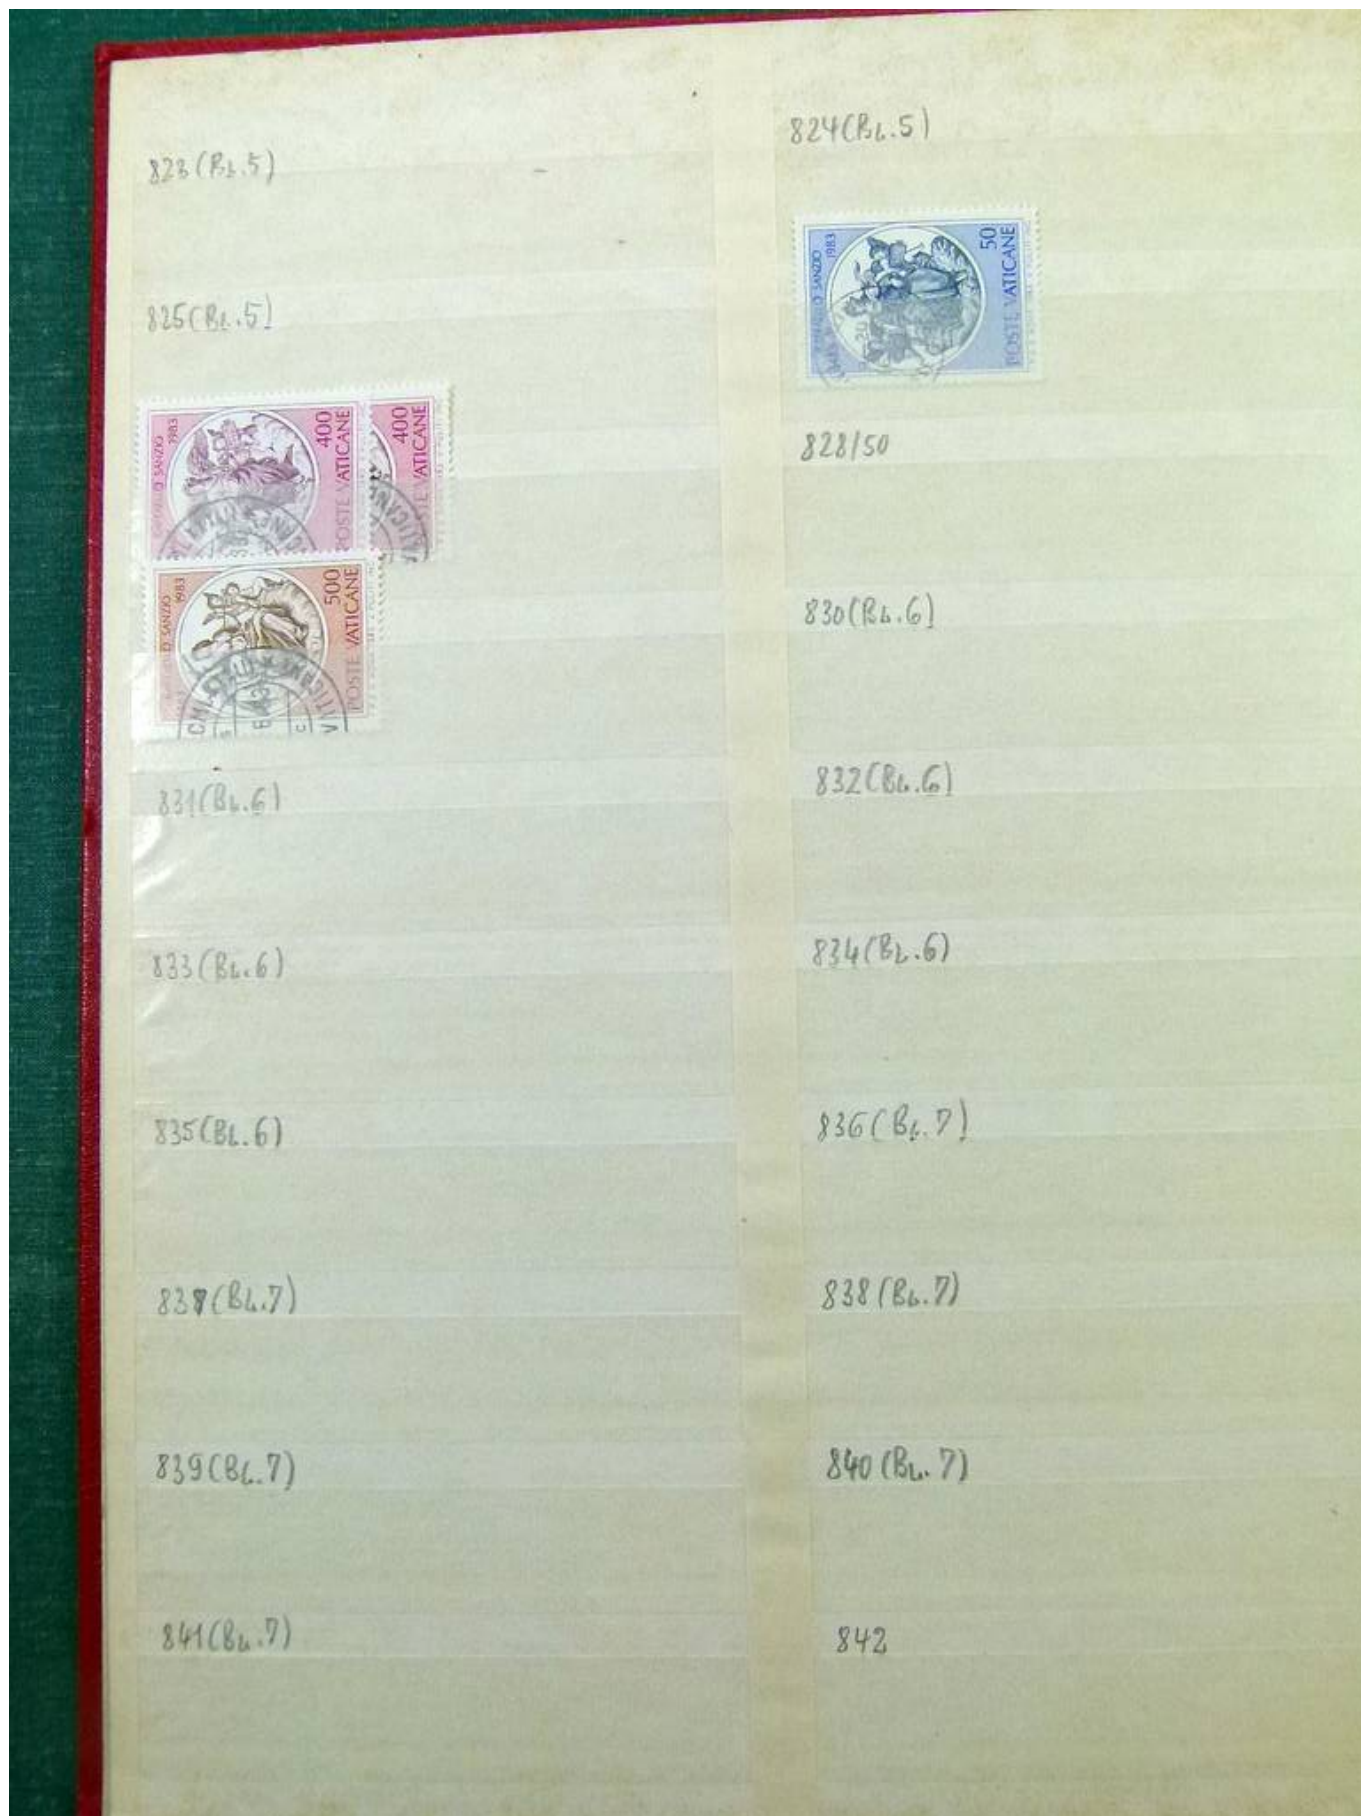 823 (BL.5)
824 (BL.5)
RAFFAELLO SANZIO
1983
50
POSTE VATICANE
825 (BL.5)
O SANZIO
1983
400
POSTE VATICANE
400
VATICANE
828/50
O SANZIO
1983
500
POSTE VATICANE
830 (BL.6)
831 (BL.6)
832 (BL.6)
833 (BL.6)
834 (BL.6)
835 (BL.6)
836 (BL.7)
837 (BL.7)
838 (BL.7)
839 (BL.7)
840 (BL.7)
841 (BL.7)
842